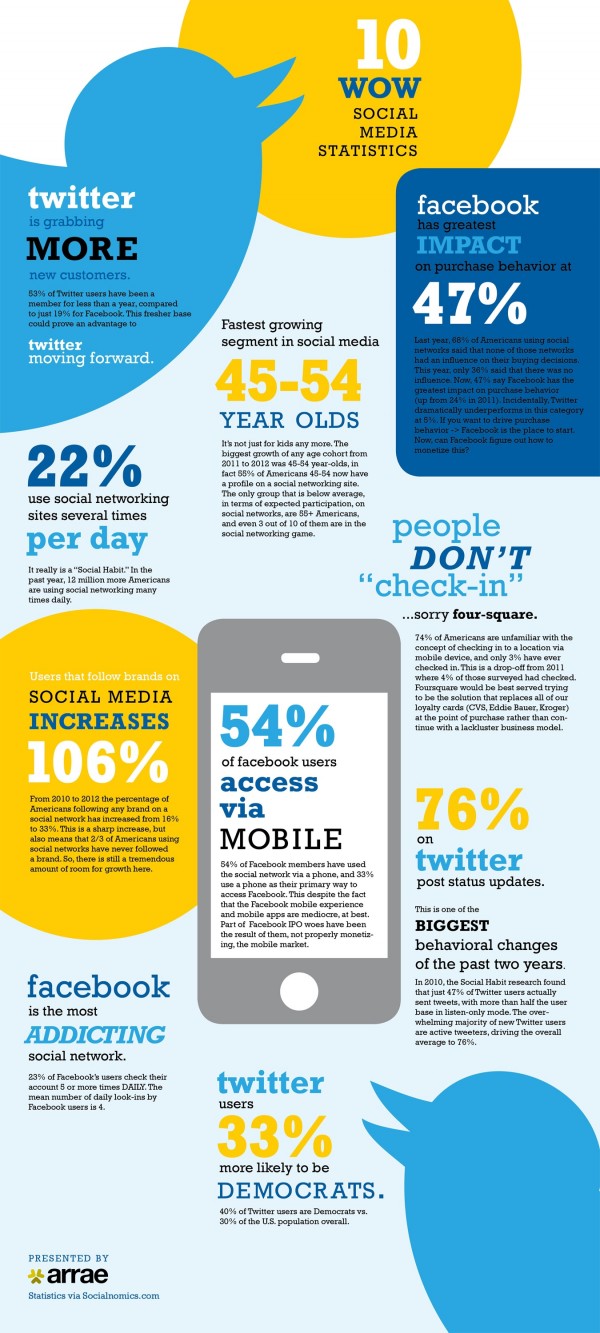 10
WOW
SOCIAL
MEDIA
STATISTICS
twitter
is grabbing
MORE
new customers.
53% of Twitter users have been a
member for less than a year, compared
to just 19% for Facebook. This fresher base
could prove an advantage to
twitter
moving forward.
facebook
has greatest
IMPACT
on purchase behavior at
47%
Last year, 68% of Americans using social
networks said that none of those networks
had an influence on their buying decisions.
This year, only 36% said that there was no
influence. Now, 47% say Facebook has the
greatest impact on purchase behavior
(up from 24% in 2011). Incidentally, Twitter
dramatically underperforms in this category
at 5%. If you want to drive purchase
behavior -> Facebook is the place to start.
Now, can Facebook figure out how to
monetize this?
Fastest growing
segment in social media
45-54
YEAR OLDS
It's not just for kids any more. The
biggest growth of any age cohort from
2011 to 2012 was 45-54 year-olds, in
fact 55% of Americans 45-54 now have
a profile on a social networking site.
The only group that is below average,
in terms of expected participation, on
social networks, are 55+ Americans,
and even 3 out of 10 of them are in the
social networking game.
22%
use social networking
sites several times
per day
It really is a "Social Habit." In the
past year, 12 million more Americans
are using social networking many
times daily.
people
DON'T
"check-in"
...sorry four-square.
74% of Americans are unfamiliar with the
concept of checking in to a location via
mobile device, and only 3% have ever
checked in. This is a drop-off from 2011
where 4% of those surveyed had checked.
Foursquare would be best served trying
to be the solution that replaces all of our
loyalty cards (CVS, Eddie Bauer, Kroger)
at the point of purchase rather than con-
tinue with a lackluster business model.
Users that follow brands on
SOCIAL MEDIA
INCREASES
106%
From 2010 to 2012 the percentage of
Americans following any brand on a
social network has increased from 16%
to 33%. This is a sharp increase, but
also means that 2/3 of Americans using
social networks have never followed
a brand. So, there is still a tremendous
amount of room for growth here.
54%
of facebook users
access
via
MOBILE
54% of Facebook members have used
the social network via a phone, and 33%
use a phone as their primary way to
access Facebook. This despite the fact
that the Facebook mobile experience
and mobile apps are mediocre, at best.
Part of Facebook IPO woes have been
the result of them, not properly monetiz-
ing, the mobile market.
76%
on
twitter
post status updates.
This is one of the
BIGGEST
behavioral changes
of the past two years.
In 2010, the Social Habit research found
that just 47% of Twitter users actually
sent tweets, with more than half the user
base in listen-only mode. The over-
whelming majority of new Twitter users
are active tweeters, driving the overall
average to 76%.
facebook
is the most
ADDICTING
social network.
23% of Facebook's users check their
account 5 or more times DAILY. The
mean number of daily look-ins by
Facebook users is 4.
twitter
users
33%
more likely to be
DEMOCRATS.
40% of Twitter users are Democrats vs.
30% of the U.S. population overall.
PRESENTED BY
arrae
Statistics via Socialnomics.com